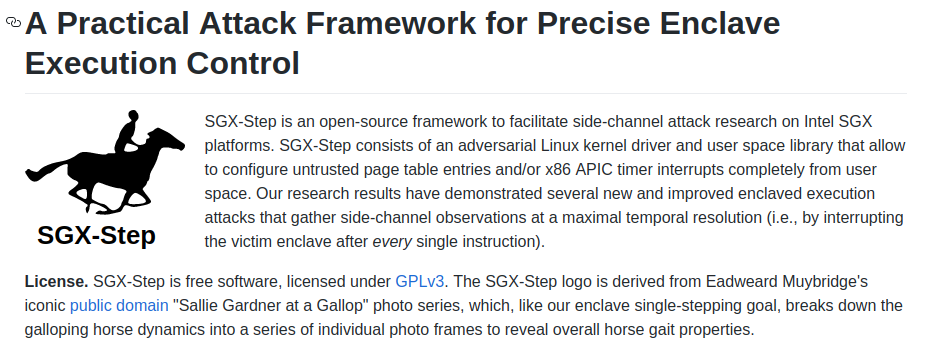 A Practical Attack Framework for Precise Enclave
Execution Control
SGX-Step is an open-source framework to facilitate side-channel attack research on Intel SGX
platforms. SGX-Step consists of an adversarial Linux kernel driver and user space library that allow
to configure untrusted page table entries and/or x86 APIC timer interrupts completely from user
space. Our research results have demonstrated several new and improved enclaved execution
attacks that gather side-channel observations at a maximal temporal resolution (i.e., by interrupting
the victim enclave after every single instruction).
SGX-Step
License. SGX-Step is free software, licensed under GPLv3. The SGX-Step logo is derived from Eadweard Muybridge's
iconic public domain "Sallie Gardner at a Gallop" photo series, which, like our enclave single-stepping goal, breaks down the
galloping horse dynamics into a series of individual photo frames to reveal overall horse gait properties.